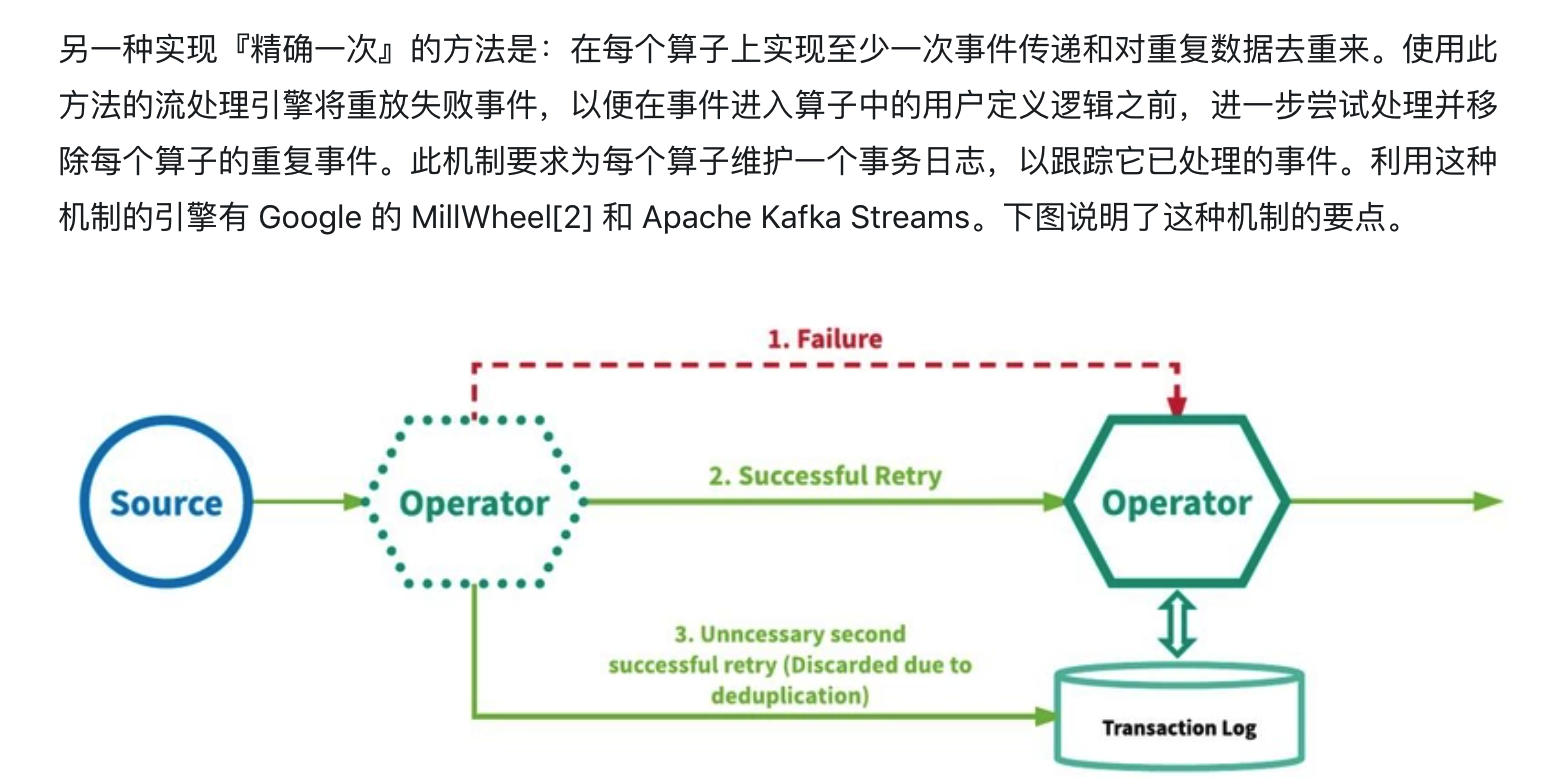 另一种实现『精确一次』的方法是：在每个算子上实现至少一次事件传递和对重复数据去重来。使用此
方法的流处理引擎将重放失败事件，以便在事件进入算子中的用户定义逻辑之前，进一步尝试处理并移
除每个算子的重复事件。此机制要求为每个算子维护一个事务日志，以跟踪它已处理的事件。利用这种
机制的引擎有 Google 的 MillWheel[2] 和 Apache Kafka Streams。下图说明了这种机制的要点。
1. Failure
Source
Operator
2. Successful Retry
Operator
3. Unncessary second
successful retry (Discarded due to
deduplication)
Transaction Log